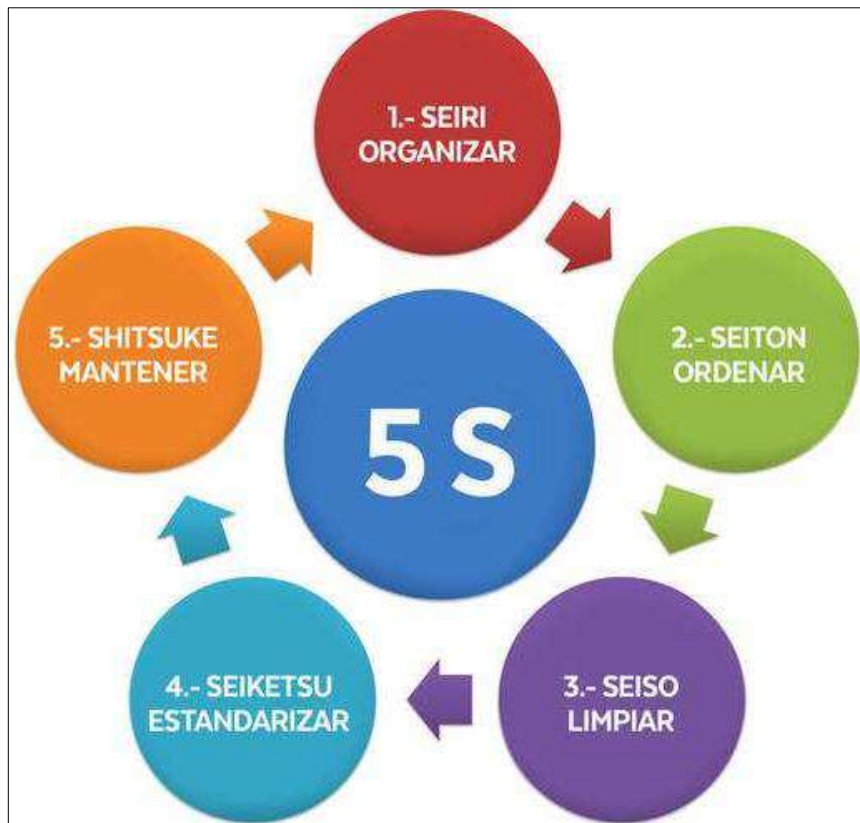 1.- SEIRI
ORGANIZAR
2.- SEITON
ORDENAR
3.- SEISO
LIMPIAR
4.- SEIKETSU
ESTANDARIZAR
5.- SHITSUKE
MANTENER
5 S